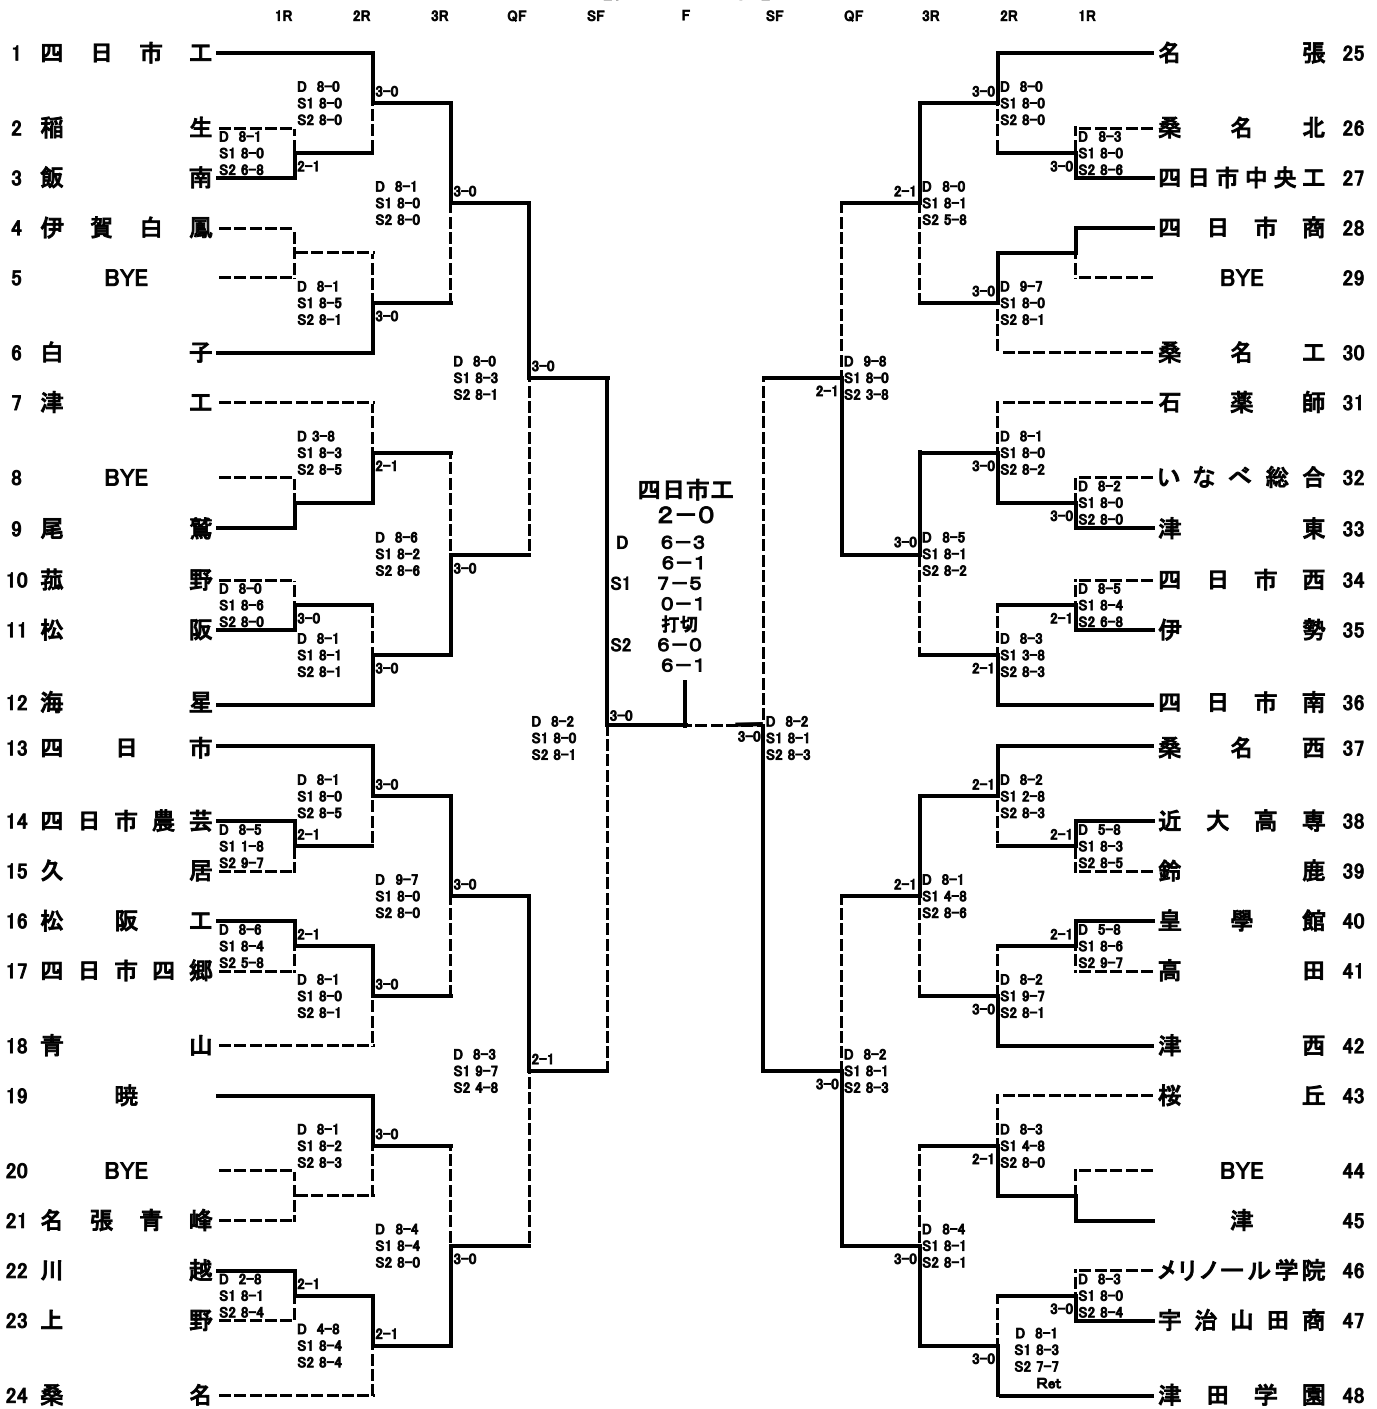 1R 2R 3R QF SF F SF QF 3R 2R 1R
1 四日市工
D 8-0
S1 8-0
S2 8-0
3-0
2 稲生
D 8-1
S1 8-0
S2 6-8
2-1
3 飯南
D 8-1
S1 8-0
S2 8-0
3-0
4 伊賀白鳳
5 BYE
D 8-1
S1 8-5
S2 8-1
3-0
6 白子
D 8-0
S1 8-3
S2 8-1
3-0
7 津工
D 3-8
S1 8-3
S2 8-5
2-1
8 BYE
9 尾鷲
D 8-6
S1 8-2
S2 8-6
3-0
10 菰野
D 8-0
S1 8-6
S2 8-0
3-0
11 松阪
D 8-1
S1 8-1
S2 8-1
3-0
12 海星
D 8-2
S1 8-0
S2 8-1
3-0
13 四日市
D 8-1
S1 8-0
S2 8-5
3-0
14 四日市農芸
D 8-5
S1 1-8
S2 9-7
2-1
15 久居
D 9-7
S1 8-0
S2 8-0
3-0
16 松阪工
D 8-6
S1 8-4
S2 5-8
2-1
17 四日市四郷
D 8-1
S1 8-0
S2 8-1
3-0
18 青山
D 8-3
S1 9-7
S2 4-8
2-1
19 暁
D 8-1
S1 8-2
S2 8-3
3-0
20 BYE
21 名張青峰
D 8-4
S1 8-4
S2 8-0
3-0
22 川越
D 2-8
S1 8-1
S2 8-4
2-1
23 上野
D 4-8
S1 8-4
S2 8-4
2-1
24 桑名
四日市工
2-0
D 6-3
6-1
S1 7-5
0-1
打切
S2 6-0
6-1
名張 25
3-0
D 8-0
S1 8-0
S2 8-0
桑名北 26
D 8-3
S1 8-0
S2 8-6
3-0
四日市中央工 27
2-1
D 8-0
S1 8-1
S2 5-8
四日市商 28
BYE 29
3-0
D 9-7
S1 8-0
S2 8-1
桑名工 30
D 9-8
S1 8-0
S2 3-8
2-1
石薬師 31
D 8-1
S1 8-0
S2 8-2
3-0
いなべ総合 32
D 8-2
S1 8-0
S2 8-0
3-0
津東 33
3-0
D 8-5
S1 8-1
S2 8-2
四日市西 34
D 8-5
S1 8-4
S2 6-8
2-1
伊勢 35
D 8-3
S1 3-8
S2 8-3
2-1
四日市南 36
D 8-2
S1 8-1
S2 8-3
3-0
桑名西 37
2-1
D 8-2
S1 2-8
S2 8-3
近大高専 38
2-1
D 5-8
S1 8-3
S2 8-5
鈴鹿 39
2-1
D 8-1
S1 4-8
S2 8-6
皇學館 40
2-1
D 5-8
S1 8-6
S2 9-7
高田 41
D 8-2
S1 9-7
S2 8-1
3-0
津西 42
D 8-2
S1 8-1
S2 8-3
3-0
桜丘 43
D 8-3
S1 4-8
S2 8-0
2-1
BYE 44
津 45
D 8-4
S1 8-1
S2 8-1
3-0
メリノール学院 46
D 8-3
S1 8-0
S2 8-4
3-0
宇治山田商 47
D 8-1
S1 8-3
S2 7-7
Ret
3-0
津田学園 48